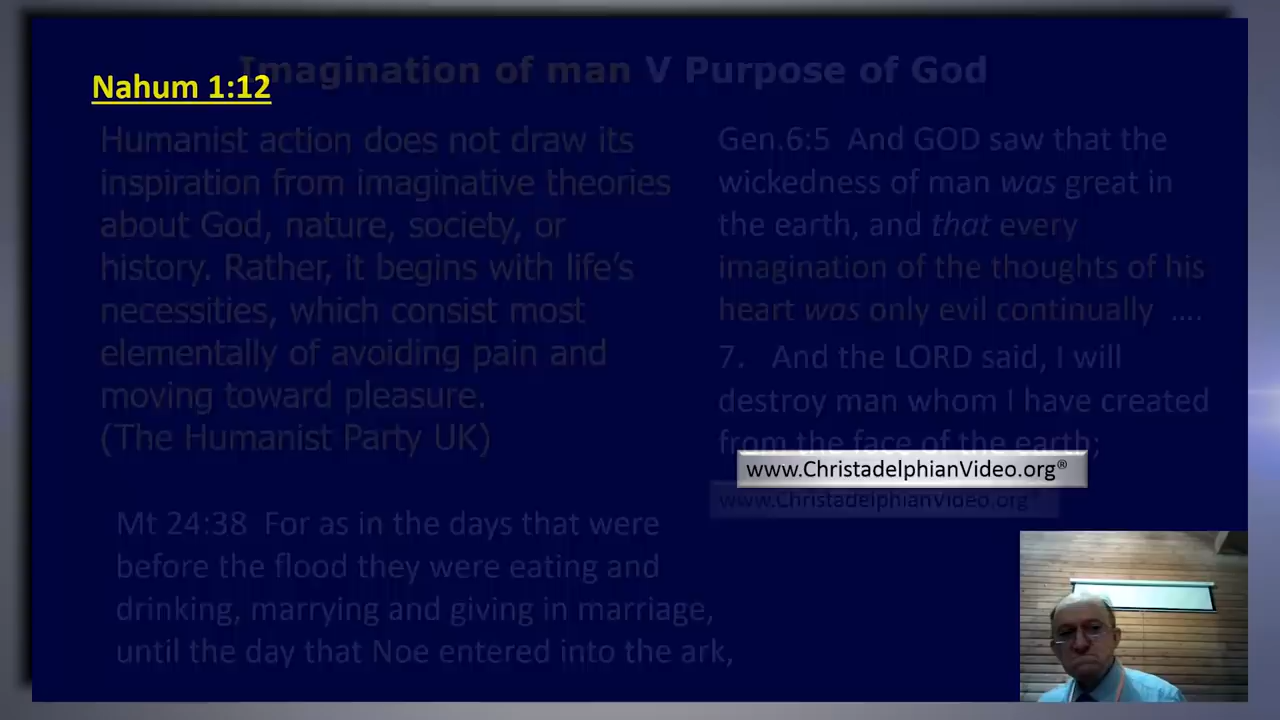 Imagination of man V Purpose of God
Nahum 1:12
Humanist action does not draw its
inspiration from imaginative theories
about God, nature, society, or
history. Rather, it begins with life's
necessities, which consist most
elementally of avoiding pain and
moving toward pleasure.
(The Humanist Party UK)
Gen.6:5 And GOD saw that the
wickedness of man was great in
the earth, and that every
imagination of the thoughts of his
heart was only evil continually ....
7. And the LORD said, I will
destroy man whom I have created
from the face of the earth;
www.ChristadelphianVideo.org®
www.ChristadelphianVideo.org®
Mt 24:38 For as in the days that were
before the flood they were eating and
drinking, marrying and giving in marriage,
until the day that Noe entered into the ark,